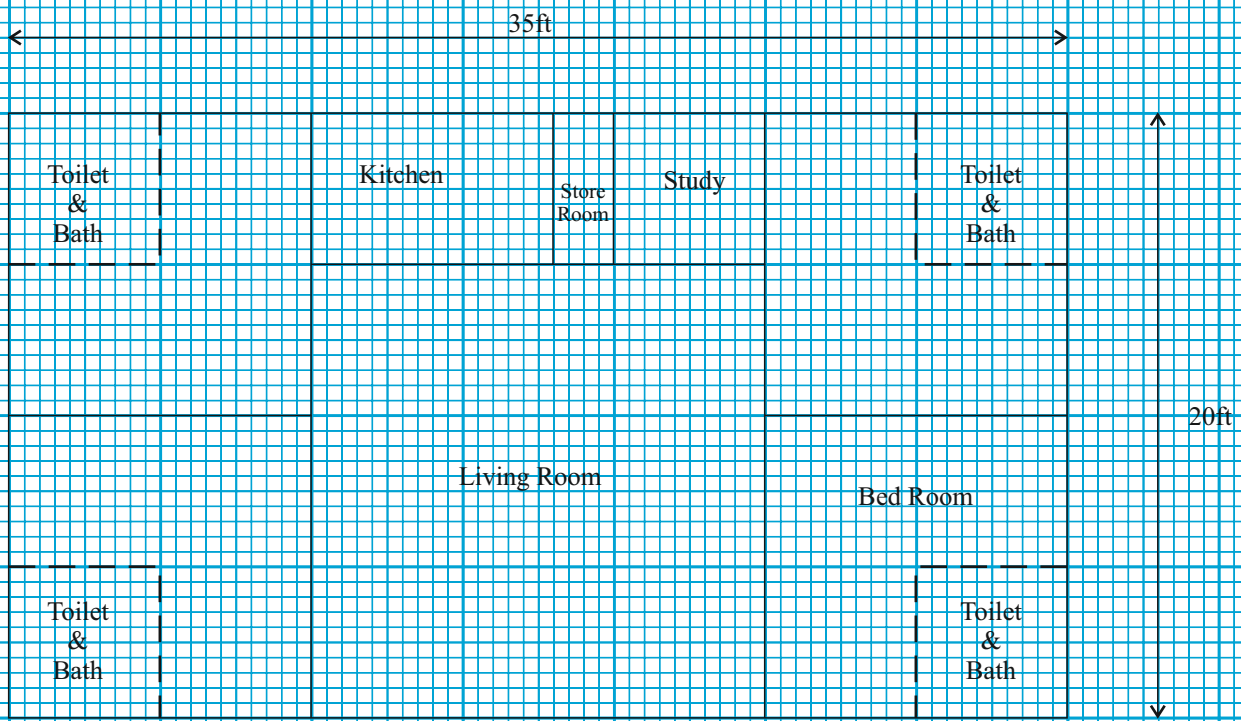 35ft
Toilet
&
Bath
Kitchen
Store
Room
Study
Toilet
&
Bath
20ft
Living Room
Bed Room
Toilet
&
Bath
Toilet
&
Bath